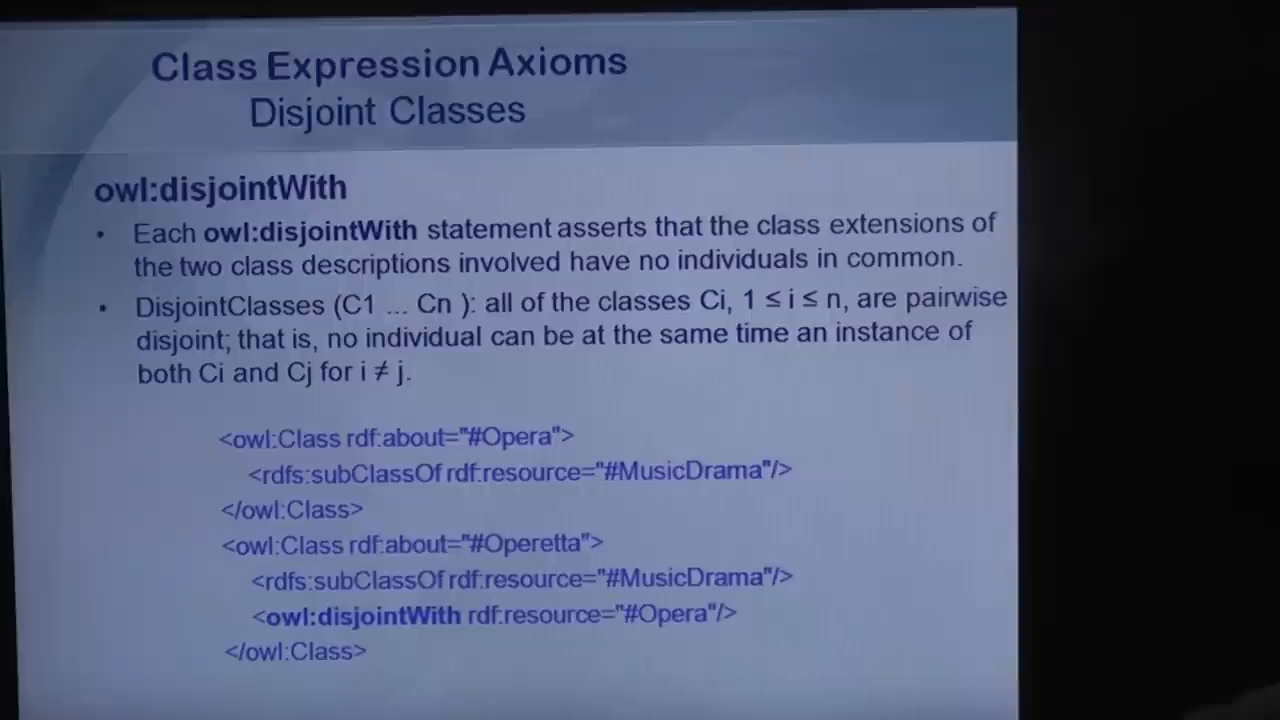 Class Expression Axioms
Disjoint Classes
owl:disjointWith
• Each owl:disjointWith statement asserts that the class extensions of
the two class descriptions involved have no individuals in common.
• DisjointClasses (C1 ... Cn ): all of the classes Ci, 1 ≤ i ≤ n, are pairwise
disjoint; that is, no individual can be at the same time an instance of
both Ci and Cj for i ≠ j.
<owl:Class rdf:about="#Opera">
<rdfs:subClassOf rdf:resource="#MusicDrama"/>
</owl:Class>
<owl:Class rdf:about="#Operetta">
<rdfs:subClassOf rdf:resource="#MusicDrama"/>
<owl:disjointWith rdf:resource="#Opera"/>
</owl:Class>